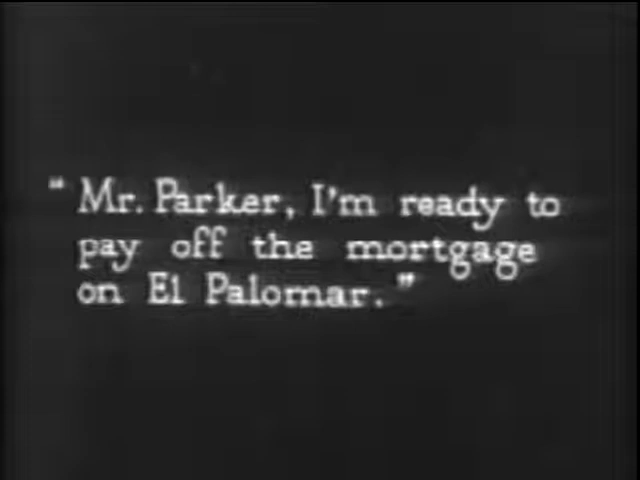 “ Mr. Parker, I'm ready to
pay off the mortgage
on El Palomar.”